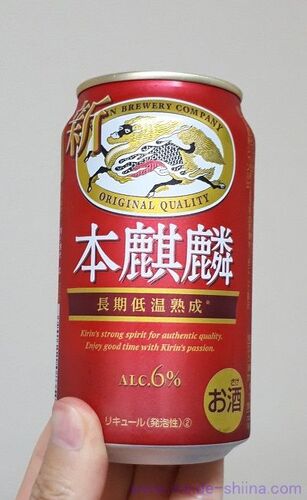 新
KIRIN BREWERY COMPANY
ORIGINAL QUALITY
本麒麟
長期低温熟成※
Kirin's strong spirit for authentic quality.
Enjoy good time with Kirin's passion.
ALC.6%
お酒
リキュール(発泡性)②